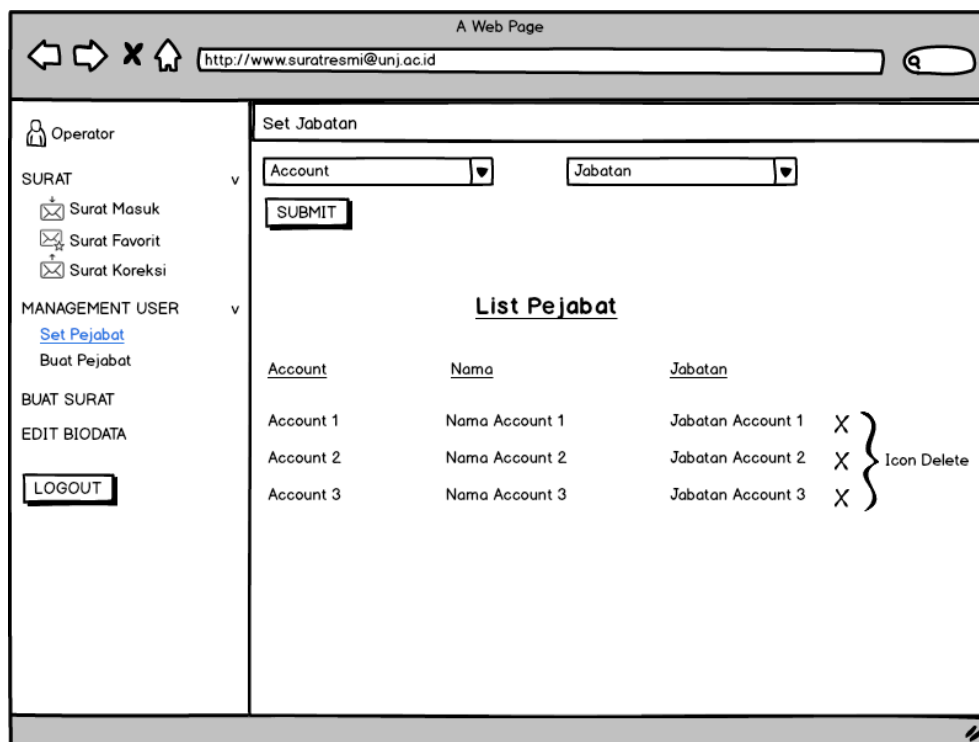 A Web Page
http://www.suratresmi@unj.ac.id
Operator
SURAT v
Surat Masuk
Surat Favorit
Surat Koreksi
MANAGEMENT USER v
Set Pejabat
Buat Pejabat
BUAT SURAT
EDIT BIODATA
LOGOUT
Set Jabatan
Account Jabatan
SUBMIT
List Pejabat
Account Nama Jabatan
Account 1 Nama Account 1 Jabatan Account 1 X
Account 2 Nama Account 2 Jabatan Account 2 X
Account 3 Nama Account 3 Jabatan Account 3 X
Icon Delete